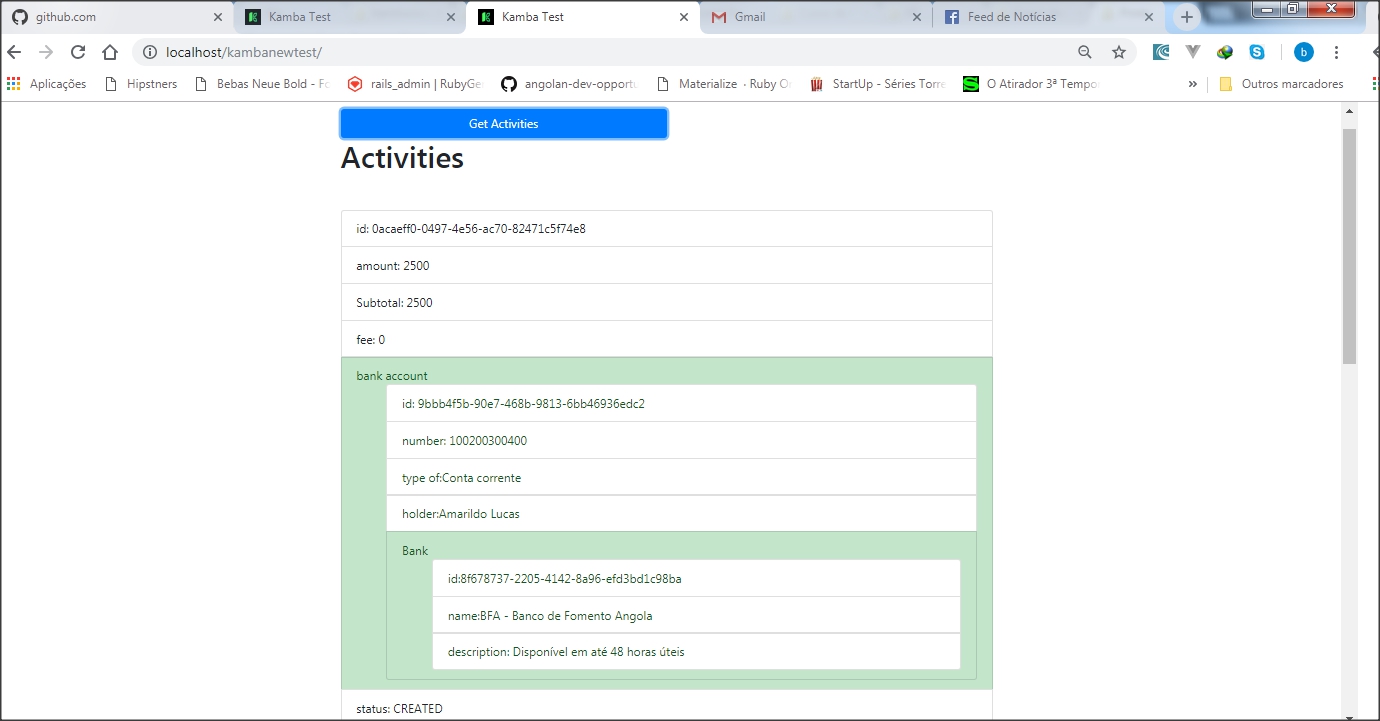 github.com
Kamba Test
Kamba Test
Gmail
Feed de Notícias
localhost/kambanewtest/
b
Aplicações
Hipstners
Bebas Neue Bold - Fo
rails_admin | RubyGe
angolan-dev-opportu
Materialize · Ruby O
StartUp - Séries Torre
O Atirador 3ª Tempo
»
Outros marcadores
Get Activities
Activities
id: 0acaeff0-0497-4e56-ac70-82471c5f74e8
amount: 2500
Subtotal: 2500
fee: 0
bank account
id: 9bbb4f5b-90e7-468b-9813-6bb46936edc2
number: 100200300400
type of:Conta corrente
holder:Amarildo Lucas
Bank
id:8f678737-2205-4142-8a96-efd3bd1c98ba
name:BFA - Banco de Fomento Angola
description: Disponível em até 48 horas úteis
status: CREATED